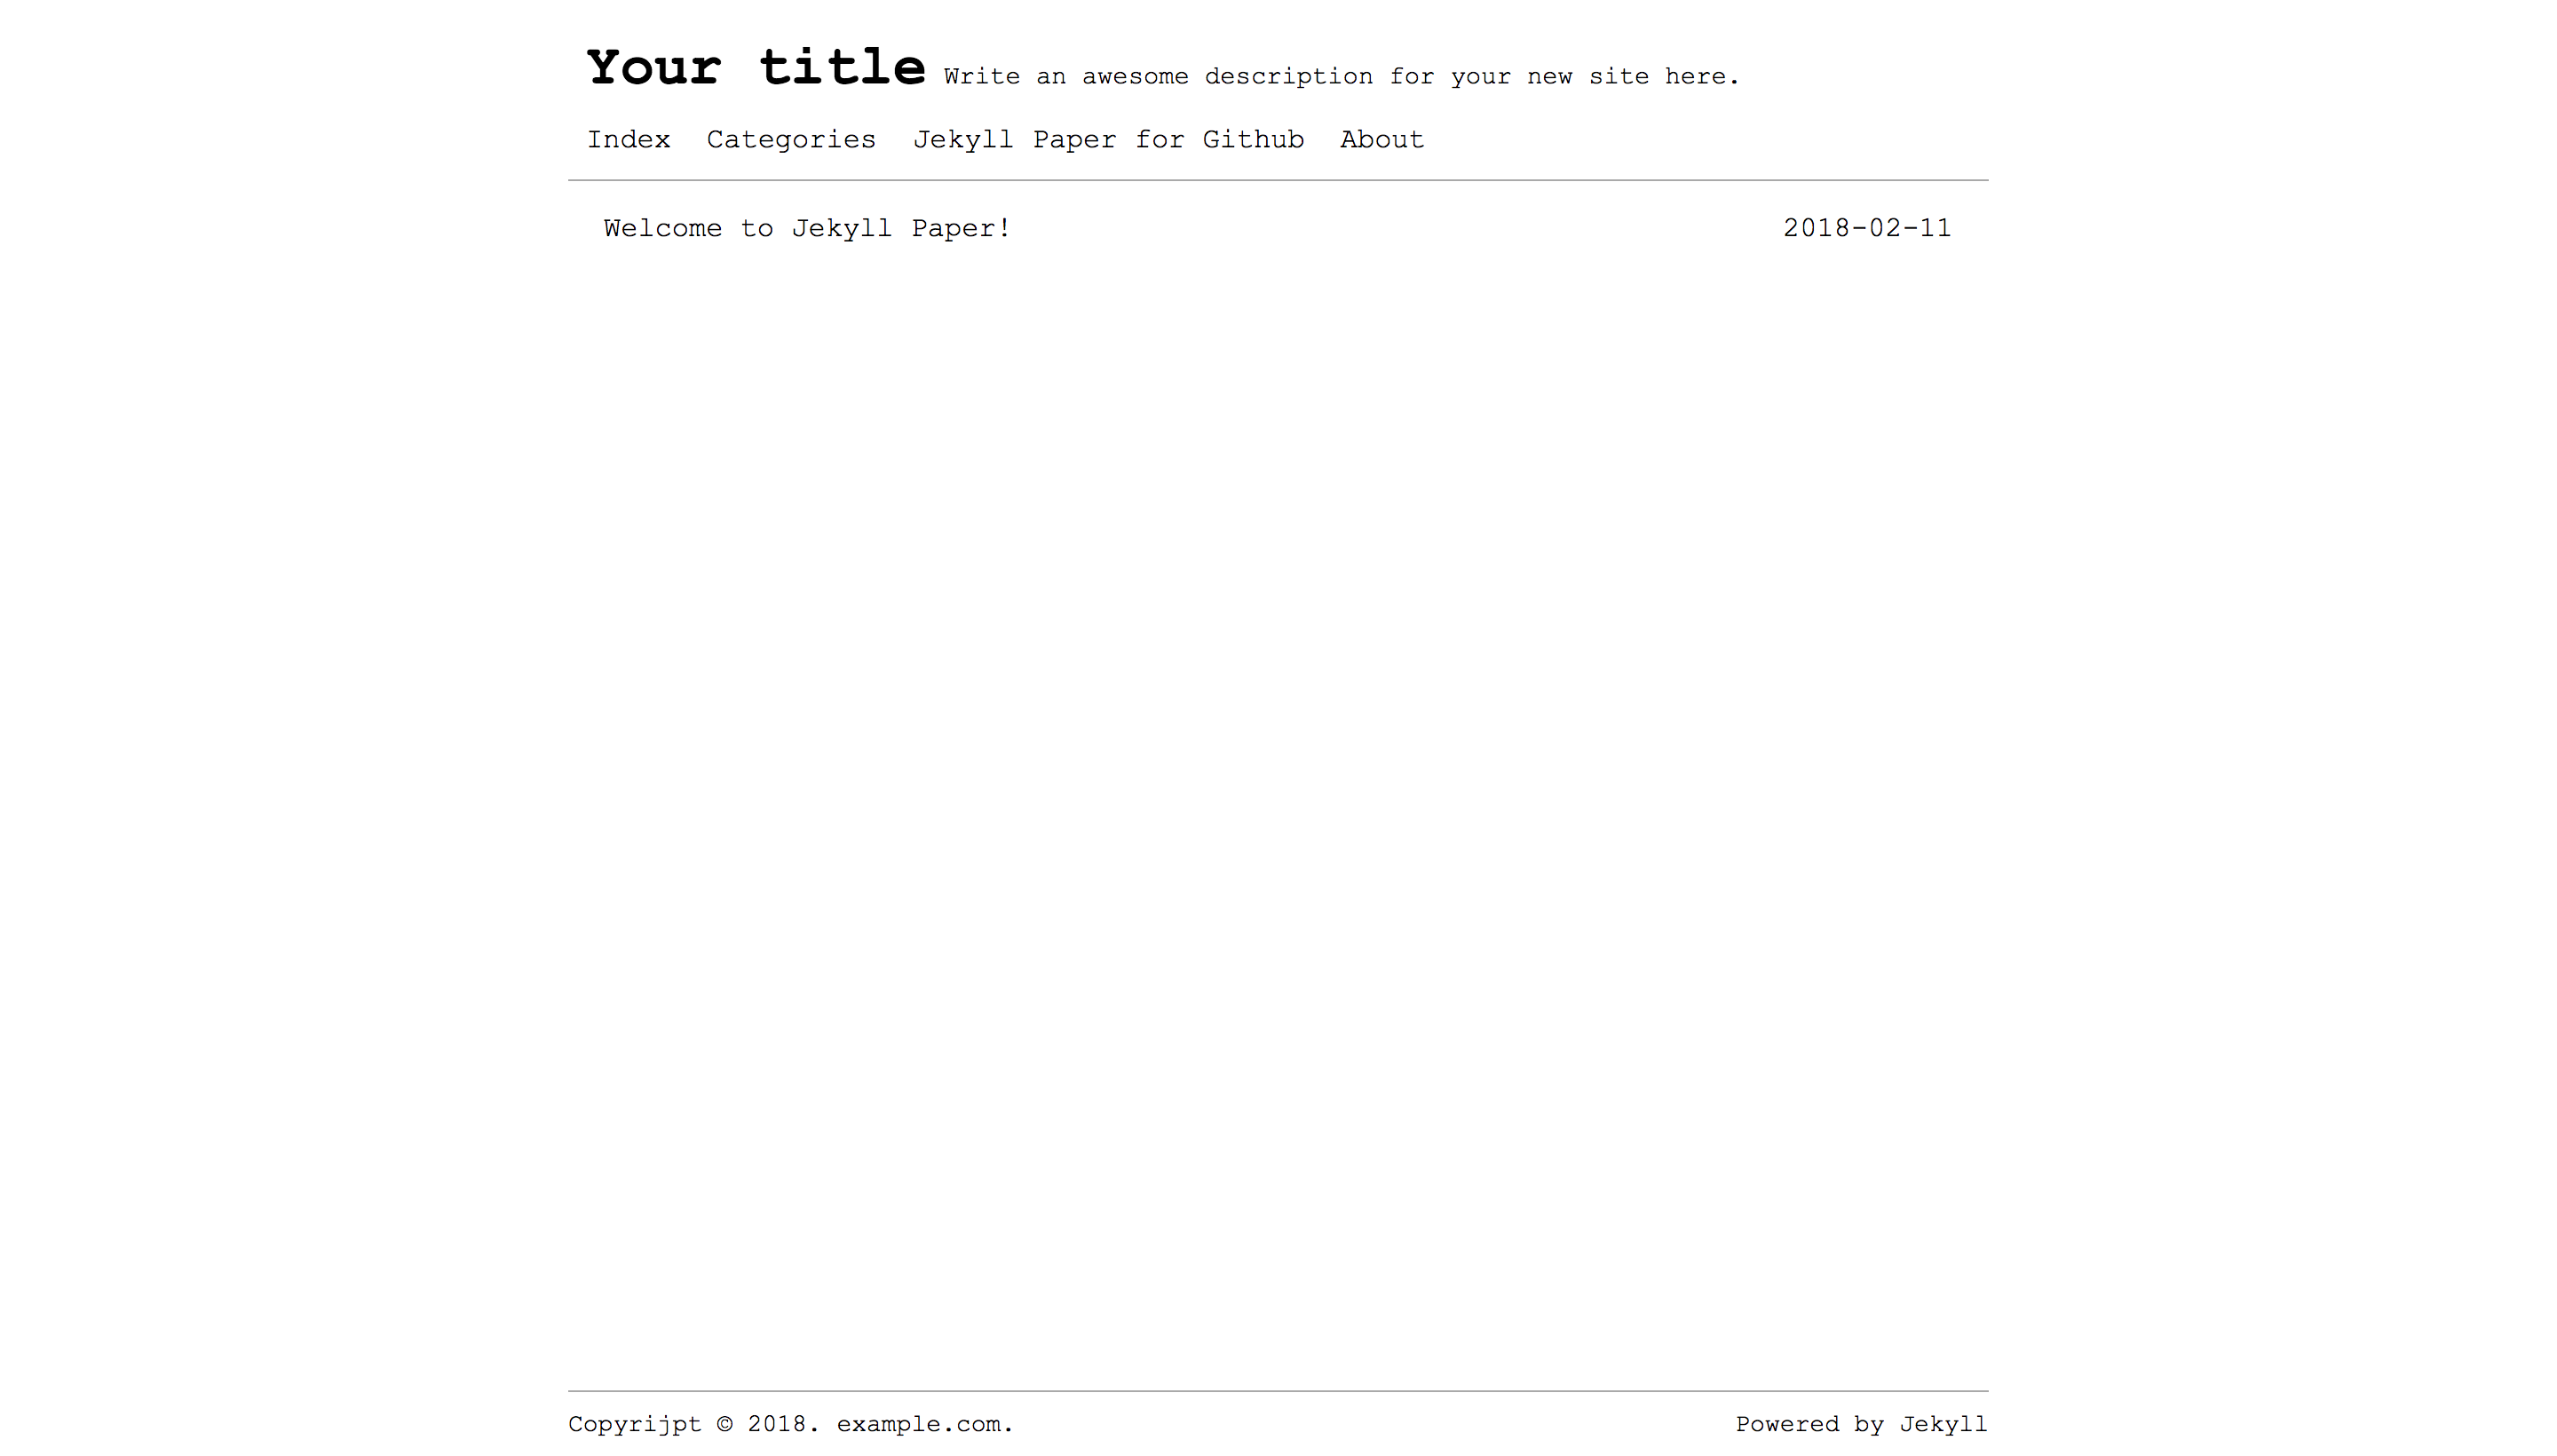 Your title Write an awesome description for your new site here.
Index Categories Jekyll Paper for Github About
Welcome to Jekyll Paper! 2018-02-11
Copyrijpt © 2018. example.com. Powered by Jekyll